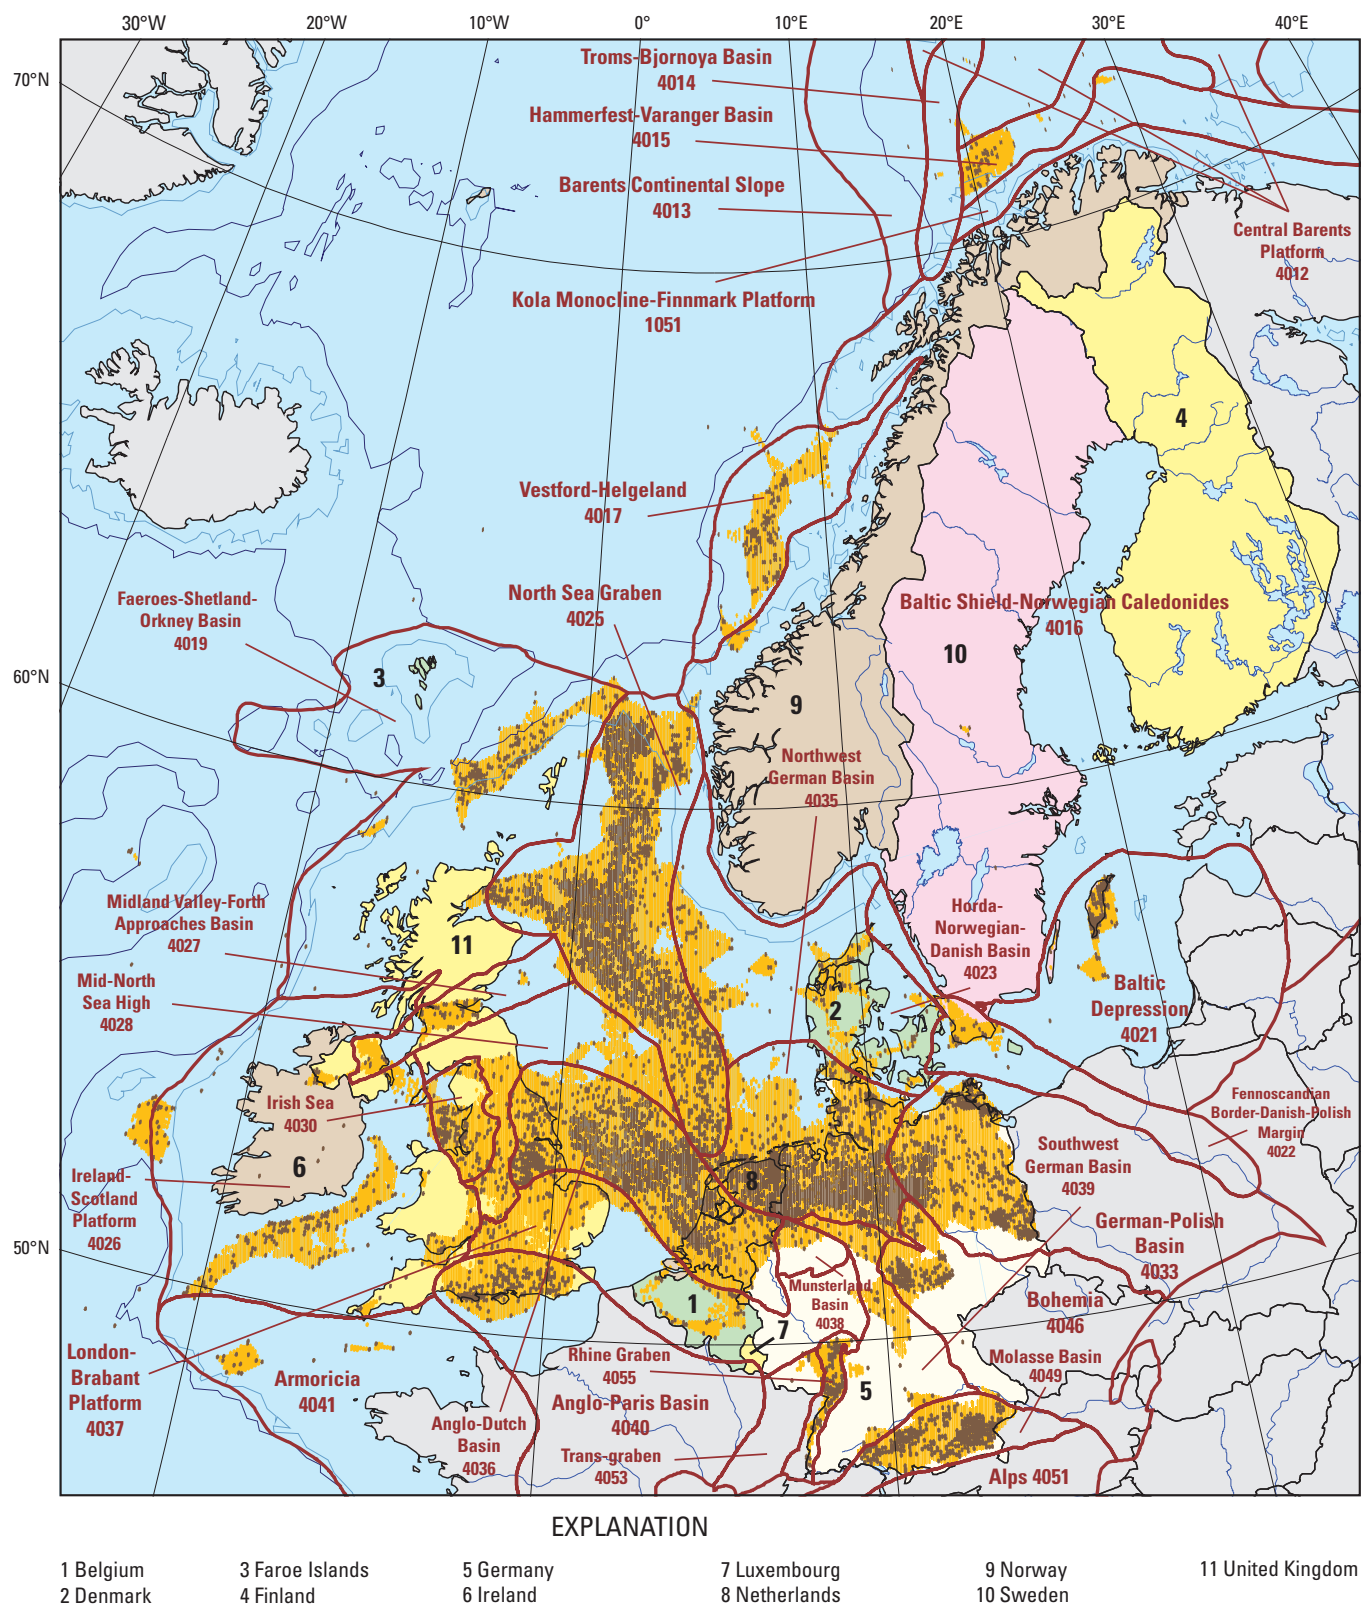 30°W 20°W 10°W 0° 10°E 20°E 30°E 40°E
70°N
60°N
50°N
Troms-Bjornoya Basin
4014
Hammerfest-Varanger Basin
4015
Barents Continental Slope
4013
Central Barents
Platform
4012
Kola Monocline-Finnmark Platform
1051
4
Vestford-Helgeland
4017
North Sea Graben
4025
Faeroes-Shetland-
Orkney Basin
4019
3
Baltic Shield-Norwegian Caledonides
4016
10
9
Northwest
German Basin
4035
Midland Valley-Forth
Approaches Basin
4027
11
Horda-
Norwegian-
Danish Basin
4023
Mid-North
Sea High
4028
2
Baltic
Depression
4021
Irish Sea
4030
6
Fennoscandian
Border-Danish-Polish
Margin
4022
Southwest
German Basin
4039
Ireland-
Scotland
Platform
4026
8
German-Polish
Basin
4033
1
7
Munsterland
Basin
4038
Bohemia
4046
London-
Brabant
Platform
4037
Armoricia
4041
Rhine Graben
4055
5
Molasse Basin
4049
Anglo-Paris Basin
4040
Anglo-Dutch
Basin
4036
Trans-graben
4053
Alps 4051
EXPLANATION
1 Belgium 3 Faroe Islands 5 Germany 7 Luxembourg 9 Norway 11 United Kingdom
2 Denmark 4 Finland 6 Ireland 8 Netherlands 10 Sweden